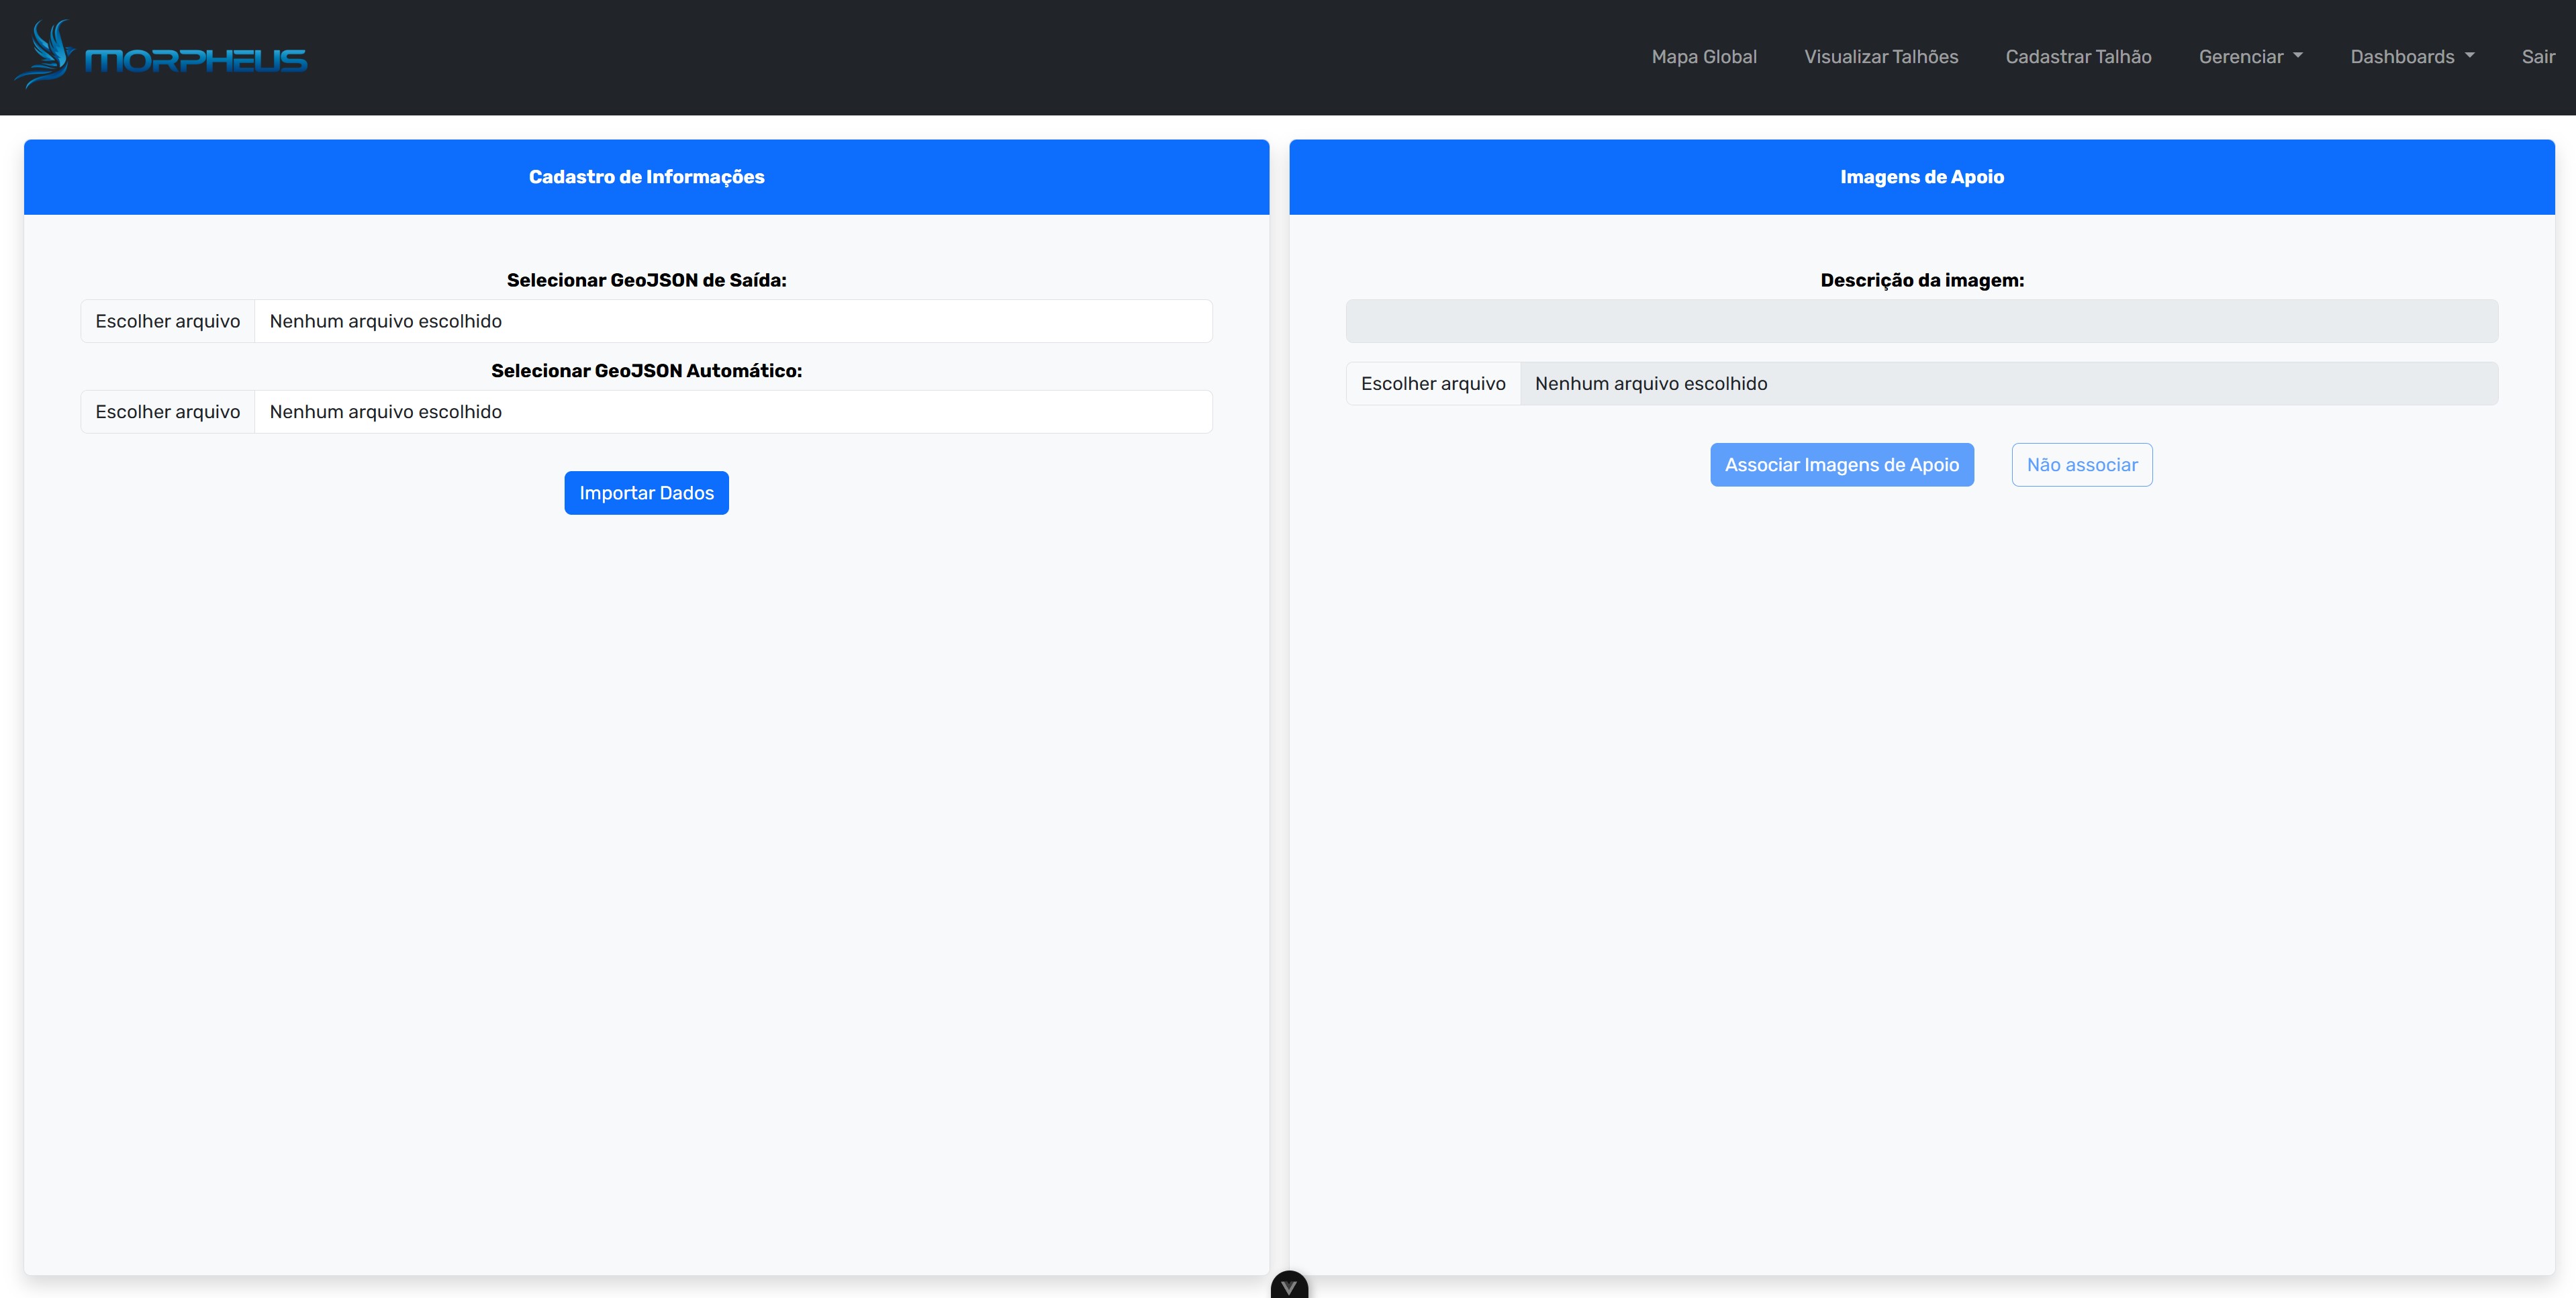 MORPHEUS
Mapa Global
Visualizar Talhões
Cadastrar Talhão
Gerenciar
Dashboards
Sair
Cadastro de Informações
Selecionar GeoJSON de Saída:
Escolher arquivo Nenhum arquivo escolhido
Selecionar GeoJSON Automático:
Escolher arquivo Nenhum arquivo escolhido
Importar Dados
Imagens de Apoio
Descrição da imagem:
Escolher arquivo Nenhum arquivo escolhido
Associar Imagens de Apoio
Não associar